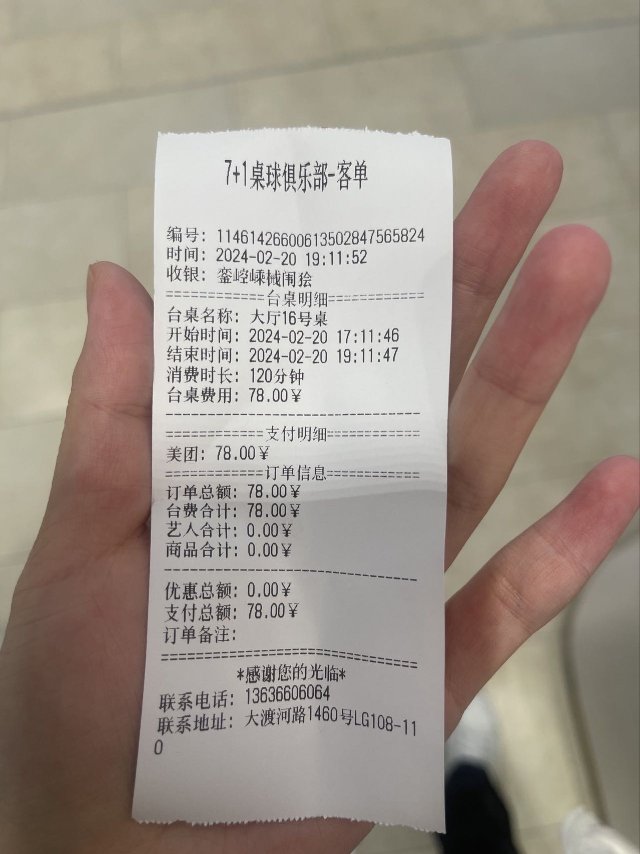 7+1桌球俱乐部-客单
编号: 11461426600613502847565824
时间: 2024-02-20 19:11:52
收银: 銮崆嵊械闱狯
============台桌明细============
台桌名称: 大厅16号桌
开始时间: 2024-02-20 17:11:46
结束时间: 2024-02-20 19:11:47
消费时长: 120分钟
台桌费用: 78.00¥
--------------------------------
============支付明细============
美团: 78.00¥
============订单信息============
订单总额: 78.00¥
台费合计: 78.00¥
艺人合计: 0.00¥
商品合计: 0.00¥
--------------------------------
优惠总额: 0.00¥
支付总额: 78.00¥
订单备注:
================================
*感谢您的光临*
联系电话: 13636606064
联系地址: 大渡河路1460号LG108-11
0